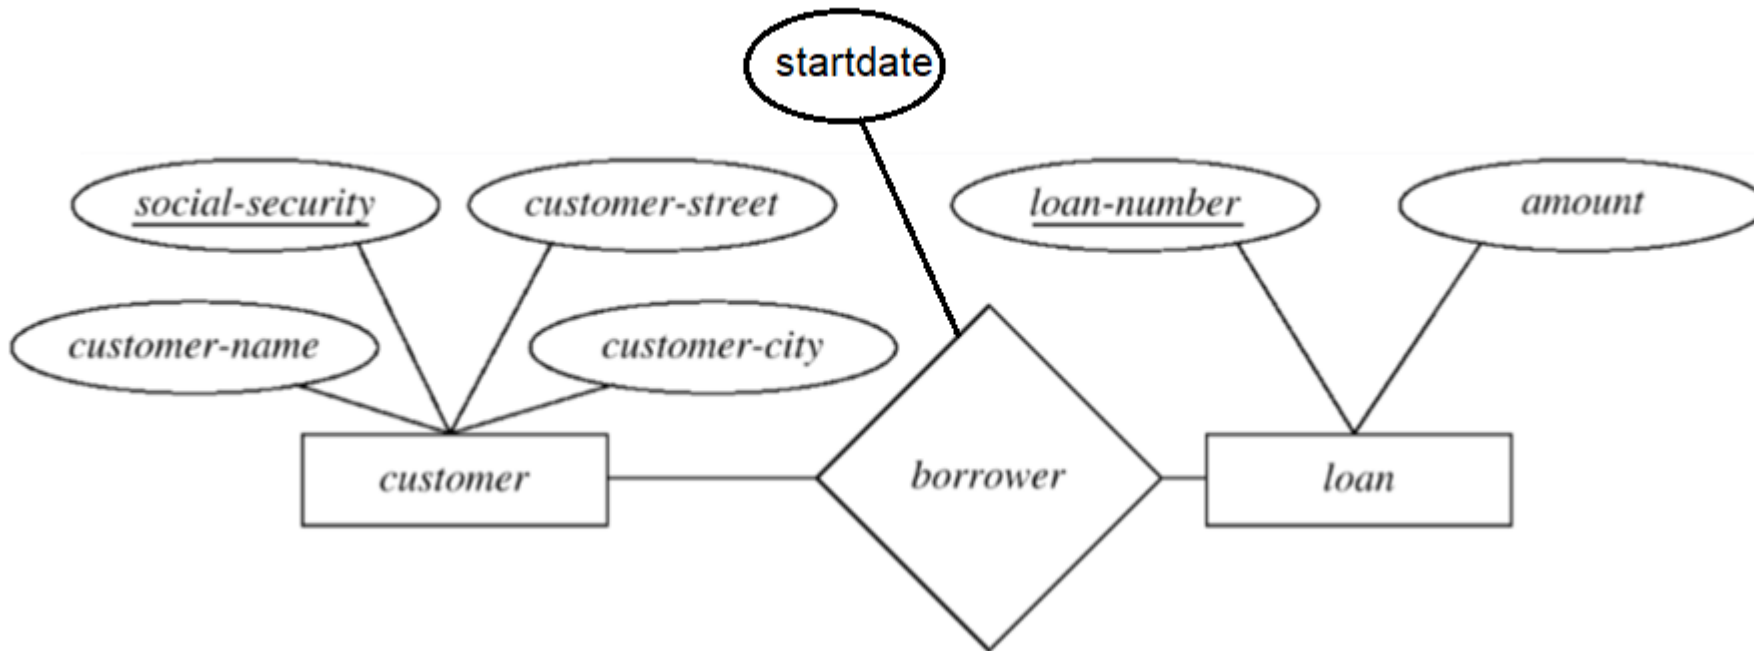 startdate
social-security
customer-street
loan-number
amount
customer-name
customer-city
customer
borrower
loan